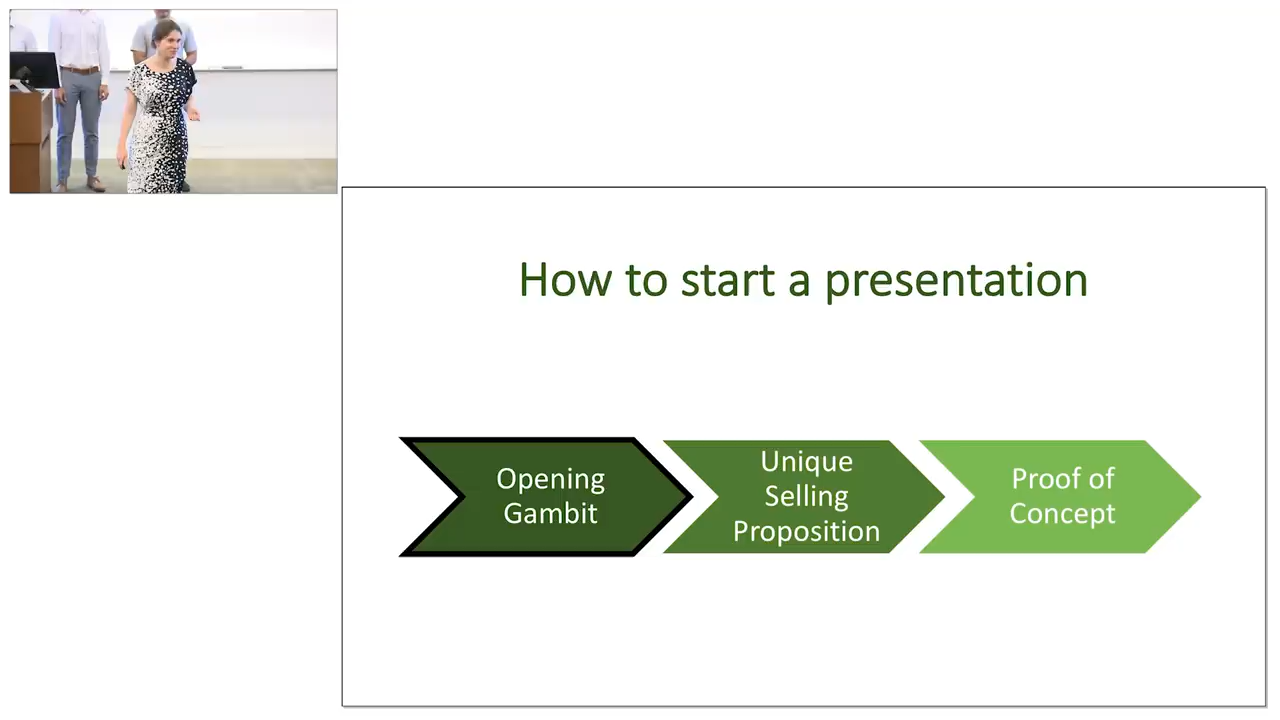 How to start a presentation
Opening
Gambit
Unique
Selling
Proposition
Proof of
Concept